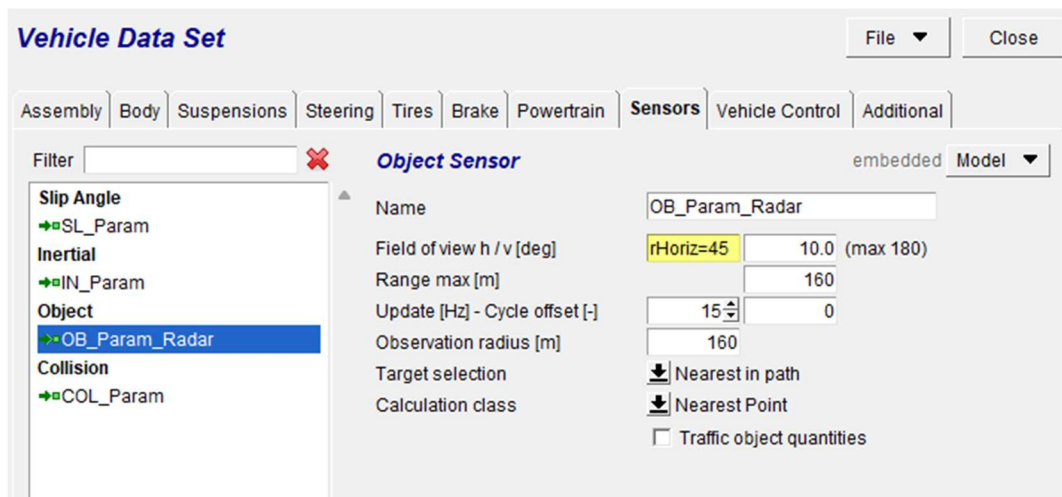 Vehicle Data Set
File
Close
Assembly
Body
Suspensions
Steering
Tires
Brake
Powertrain
Sensors
Vehicle Control
Additional
Filter
Slip Angle
SL_Param
Inertial
IN_Param
Object
OB_Param_Radar
Collision
COL_Param
Object Sensor
embedded Model
Name OB_Param_Radar
Field of view h / v [deg] rHoriz=45 10.0 (max 180)
Range max [m] 160
Update [Hz] - Cycle offset [-] 15 0
Observation radius [m] 160
Target selection Nearest in path
Calculation class Nearest Point
Traffic object quantities